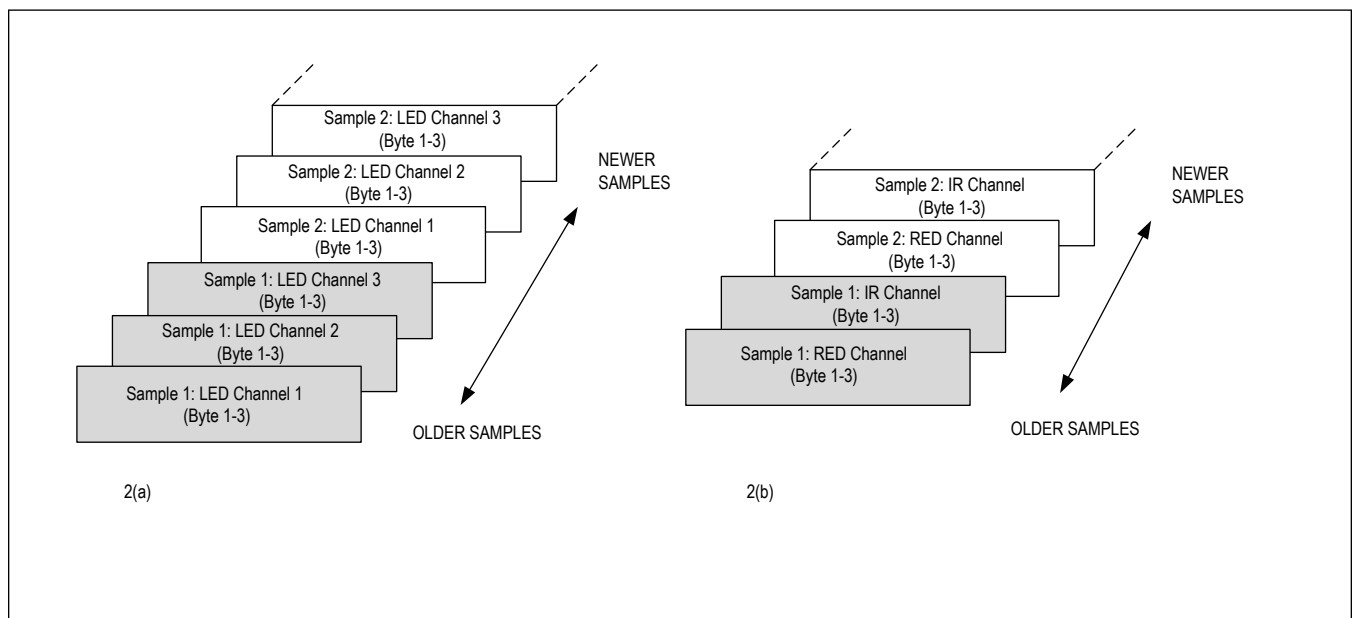 Sample 2: LED Channel 3
(Byte 1-3)
Sample 2: LED Channel 2
(Byte 1-3)
Sample 2: LED Channel 1
(Byte 1-3)
Sample 1: LED Channel 3
(Byte 1-3)
Sample 1: LED Channel 2
(Byte 1-3)
Sample 1: LED Channel 1
(Byte 1-3)
NEWER
SAMPLES
OLDER SAMPLES
2(a)
Sample 2: IR Channel
(Byte 1-3)
Sample 2: RED Channel
(Byte 1-3)
Sample 1: IR Channel
(Byte 1-3)
Sample 1: RED Channel
(Byte 1-3)
NEWER
SAMPLES
OLDER SAMPLES
2(b)